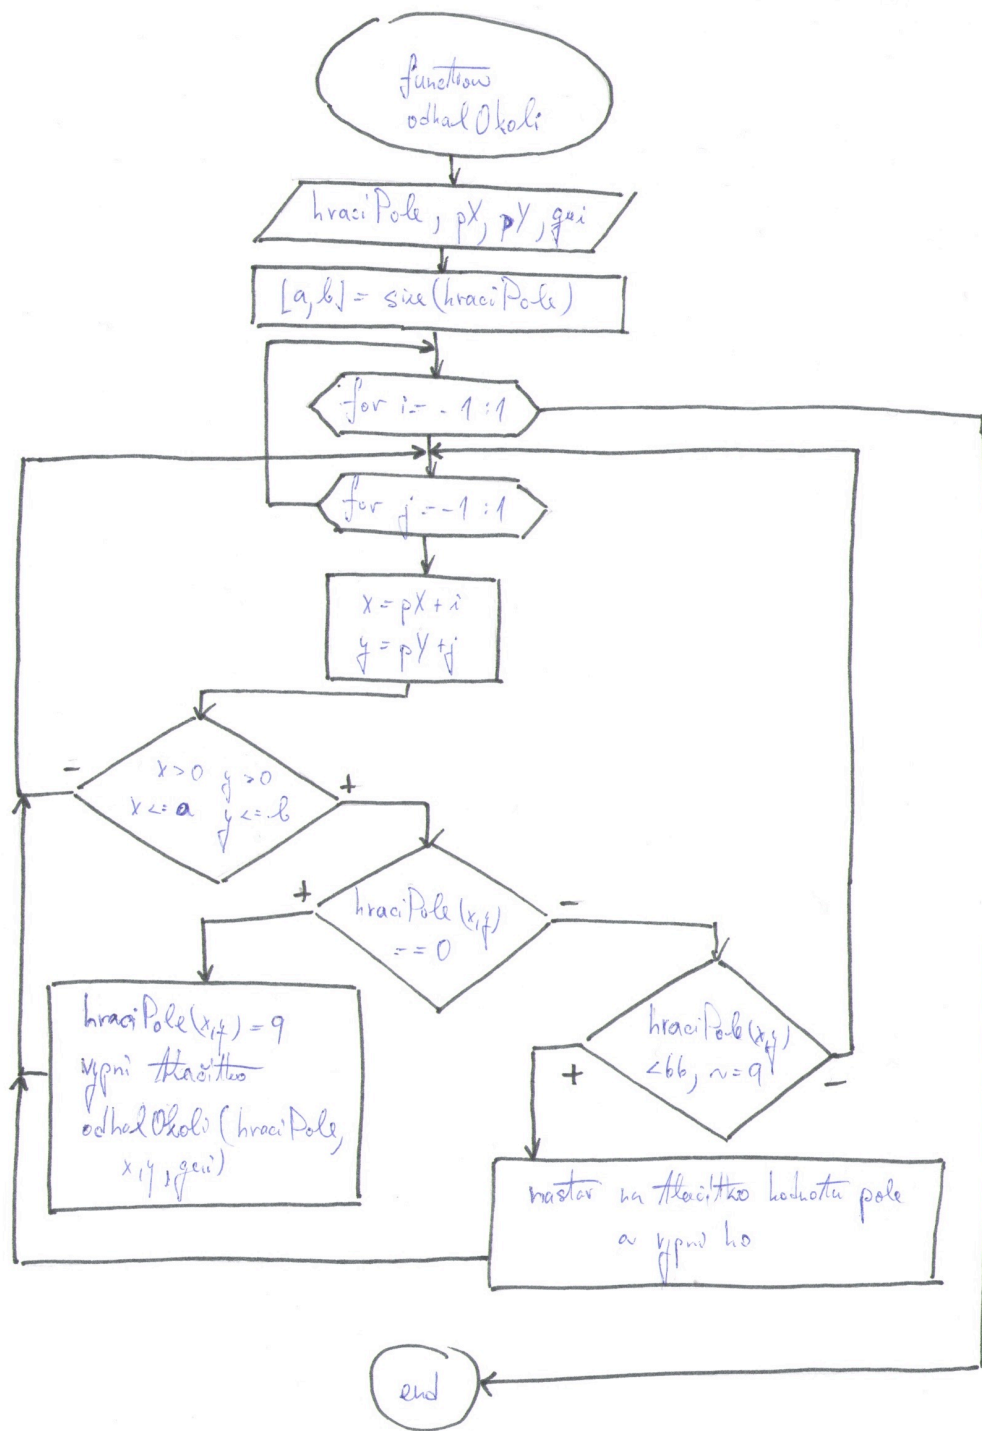 function
odhalOkoli
hraciPole, pX, pY, gui
[a,b] = size(hraciPole)
for i=-1:1
for j=-1:1
x=pX+i
y=pY+j
-
x>0 y>0
x<=a y<=b
+
+
hraciPole(x,y)
==0
-
hraciPole(x,y)=9
vypni tlačítko
odhalOkoli(hraciPole,
x,y,gui)
hraciPole(x,y)
<66, ~=9
+
-
nastav na tlačítko hodnotu pole
a vypni ho
end